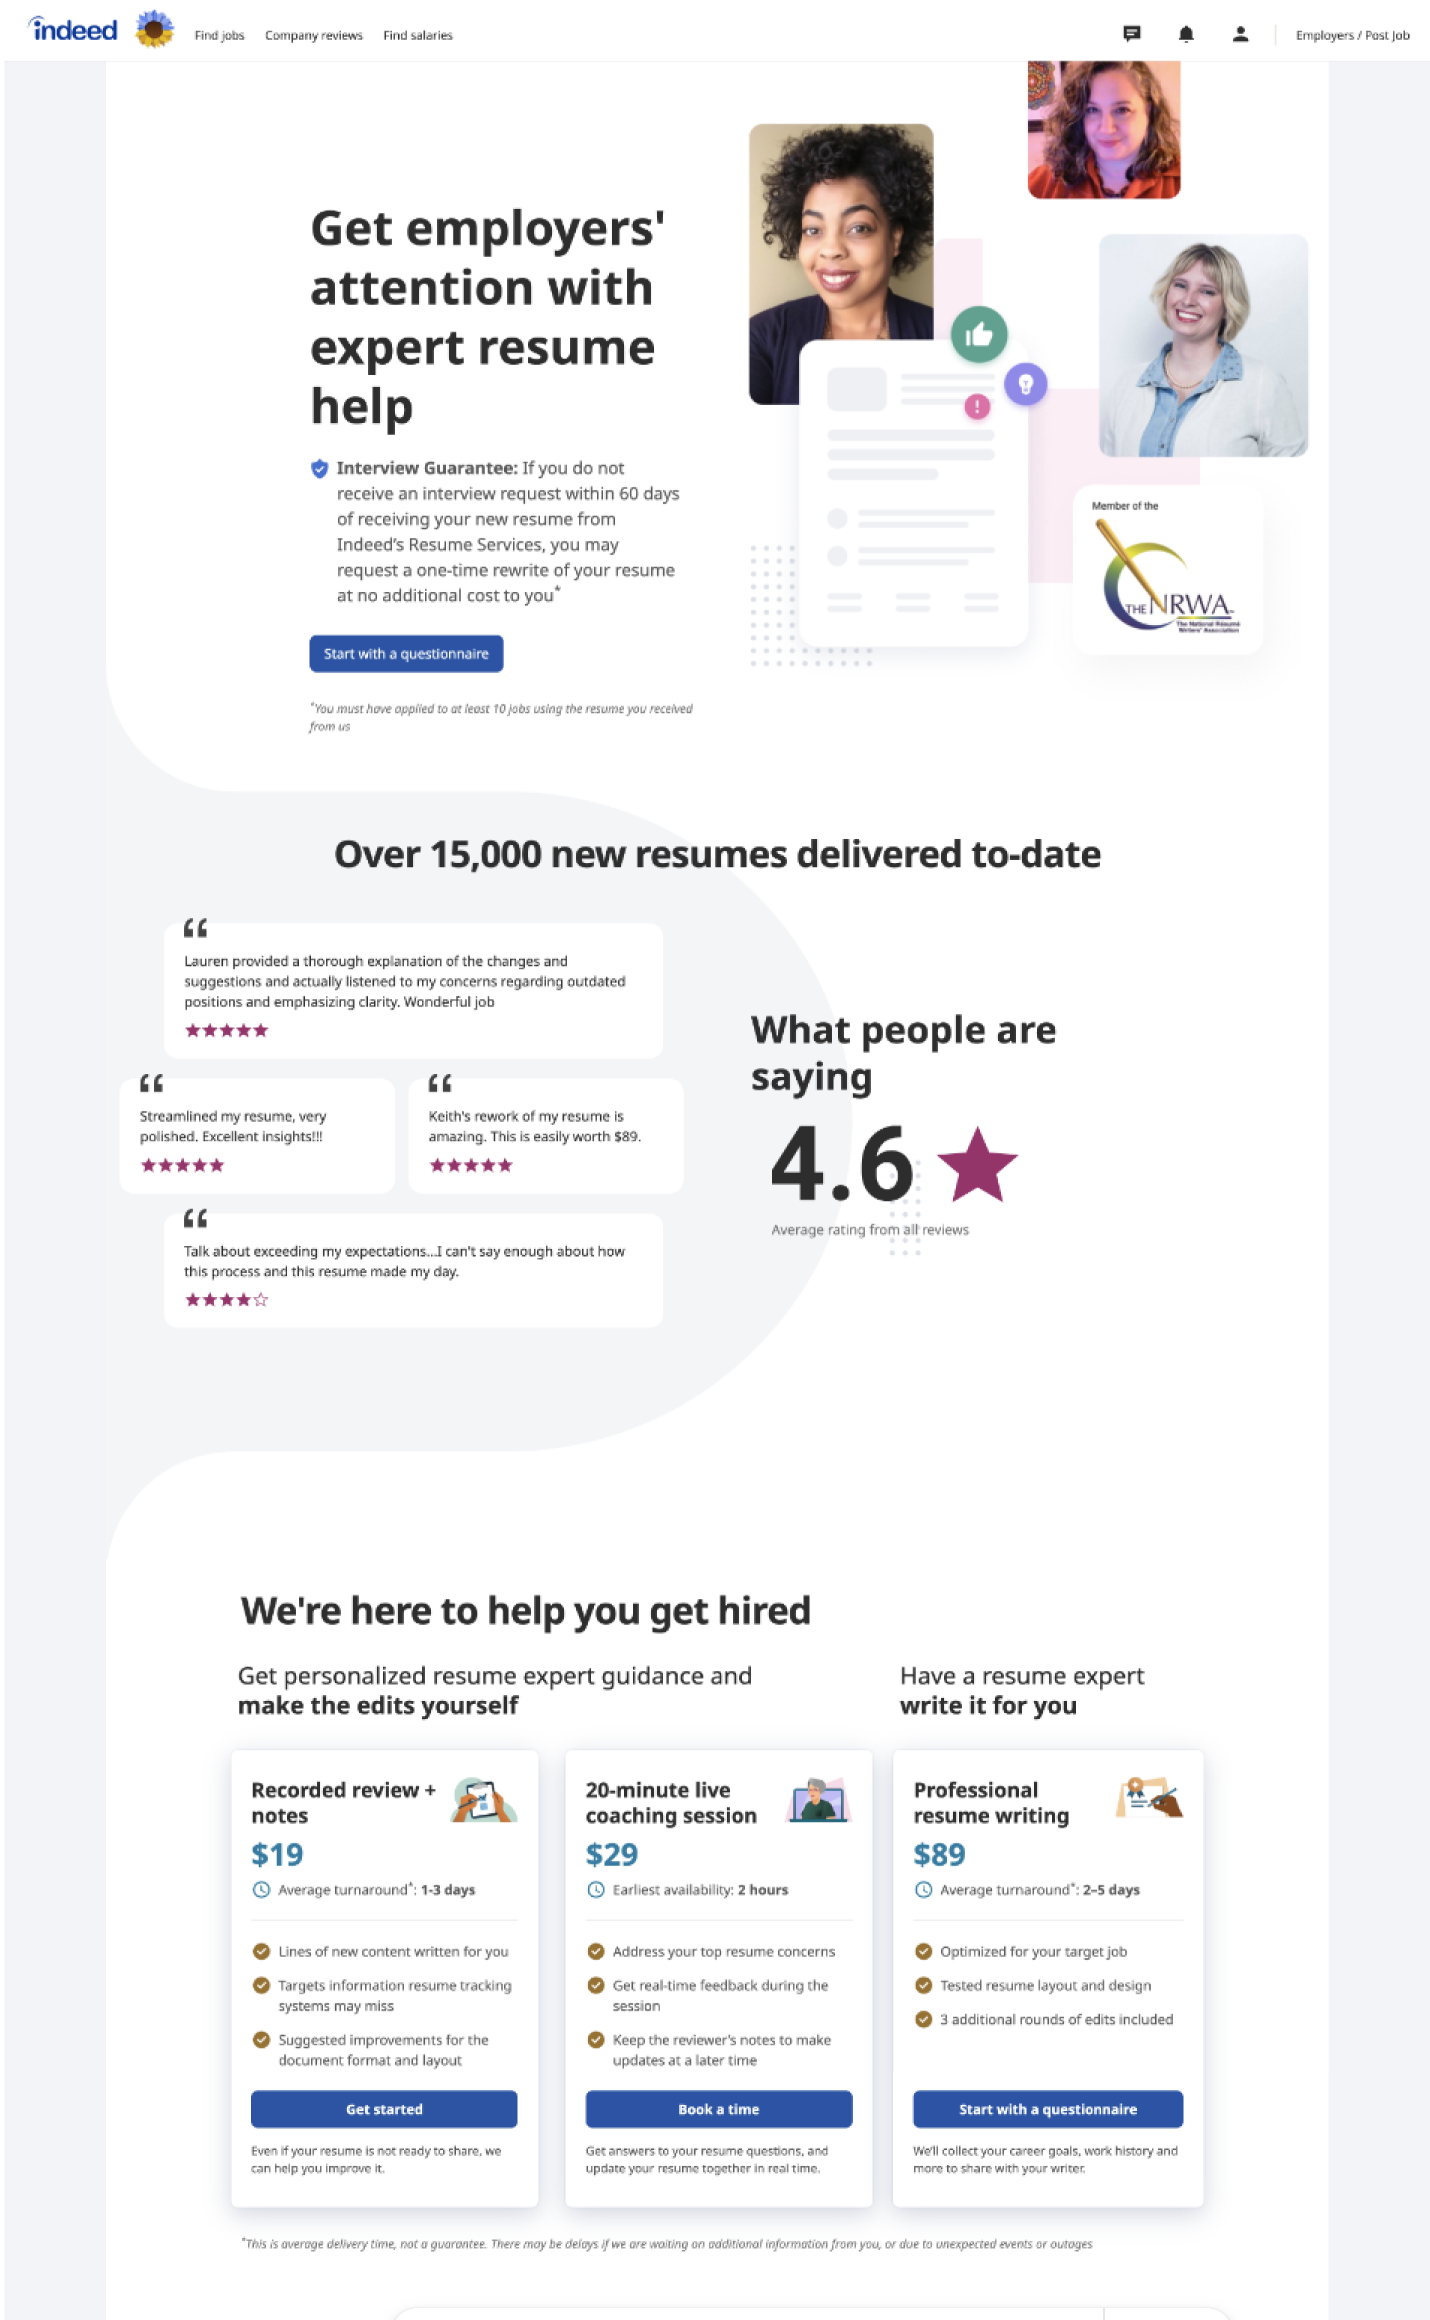 indeed
Find jobs
Company reviews
Find salaries
Employers / Post Job
Get employers'
attention with
expert resume
help
Interview Guarantee: If you do not
receive an interview request within 60 days
of receiving your new resume from
Indeed's Resume Services, you may
request a one-time rewrite of your resume
at no additional cost to you*
Start with a questionnaire
*You must have applied to at least 10 jobs using the resume you received
from us
Member of the
THE NRWA
The National Résumé
Writers' Association
Over 15,000 new resumes delivered to-date
Lauren provided a thorough explanation of the changes and
suggestions and actually listened to my concerns regarding outdated
positions and emphasizing clarity. Wonderful job
Streamlined my resume, very
polished. Excellent insights!!!
Keith's rework of my resume is
amazing. This is easily worth $89.
Talk about exceeding my expectations...I can't say enough about how
this process and this resume made my day.
What people are
saying
4.6
Average rating from all reviews
We're here to help you get hired
Get personalized resume expert guidance and
make the edits yourself
Have a resume expert
write it for you
Recorded review +
notes
$19
Average turnaround*: 1-3 days
Lines of new content written for you
Targets information resume tracking
systems may miss
Suggested improvements for the
document format and layout
Get started
Even if your resume is not ready to share, we
can help you improve it.
20-minute live
coaching session
$29
Earliest availability: 2 hours
Address your top resume concerns
Get real-time feedback during the
session
Keep the reviewer's notes to make
updates at a later time
Book a time
Get answers to your resume questions, and
update your resume together in real time.
Professional
resume writing
$89
Average turnaround*: 2–5 days
Optimized for your target job
Tested resume layout and design
3 additional rounds of edits included
Start with a questionnaire
We'll collect your career goals, work history and
more to share with your writer.
*This is average delivery time, not a guarantee. There may be delays if we are waiting on additional information from you, or due to unexpected events or outages